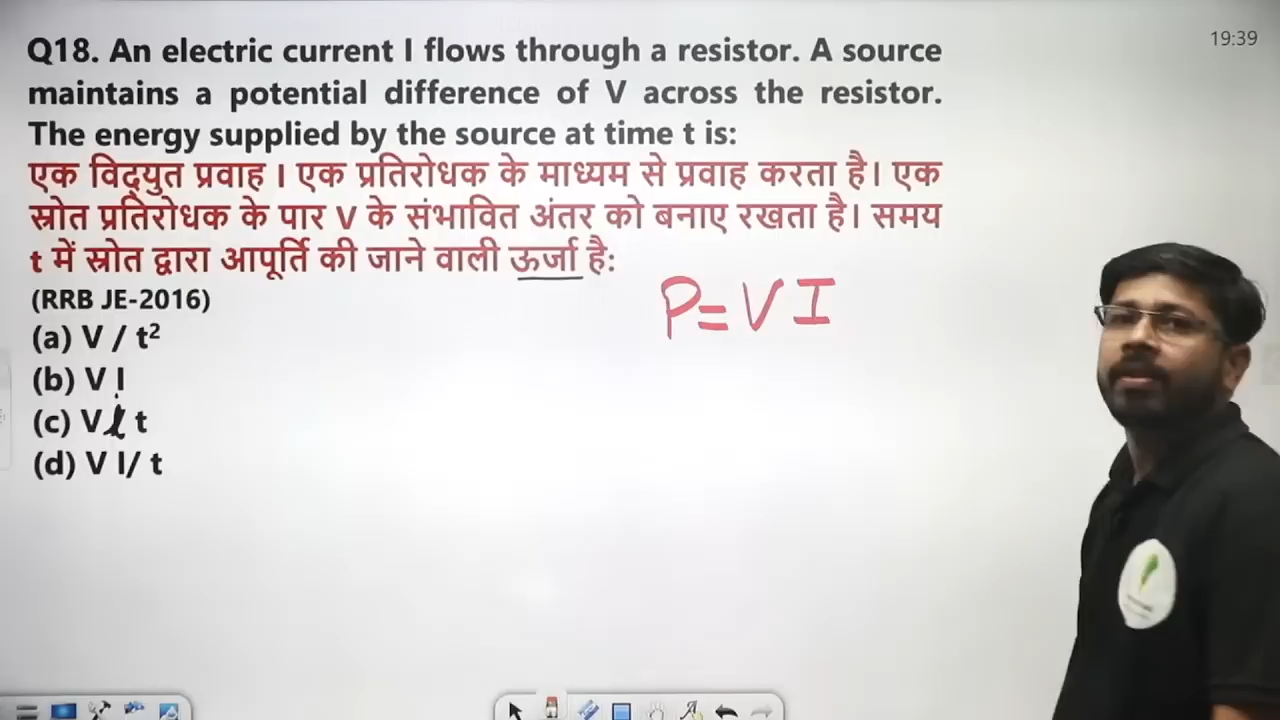 19:39
Q18. An electric current I flows through a resistor. A source
maintains a potential difference of V across the resistor.
The energy supplied by the source at time t is:
एक विद्युत प्रवाह I एक प्रतिरोधक के माध्यम से प्रवाह करता है। एक
स्रोत प्रतिरोधक के पार V के संभावित अंतर को बनाए रखता है। समय
t में स्रोत द्वारा आपूर्ति की जाने वाली ऊर्जा है:
(RRB JE-2016)
P=VI
(a) V / t²
(b) V I
(c) V I t
(d) V I/ t